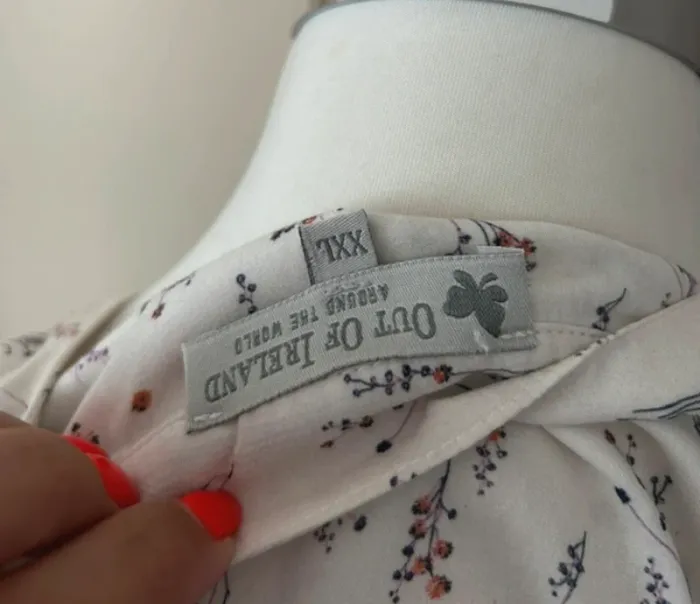 XXL
OUT OF IRELAND
AROUND THE WORLD